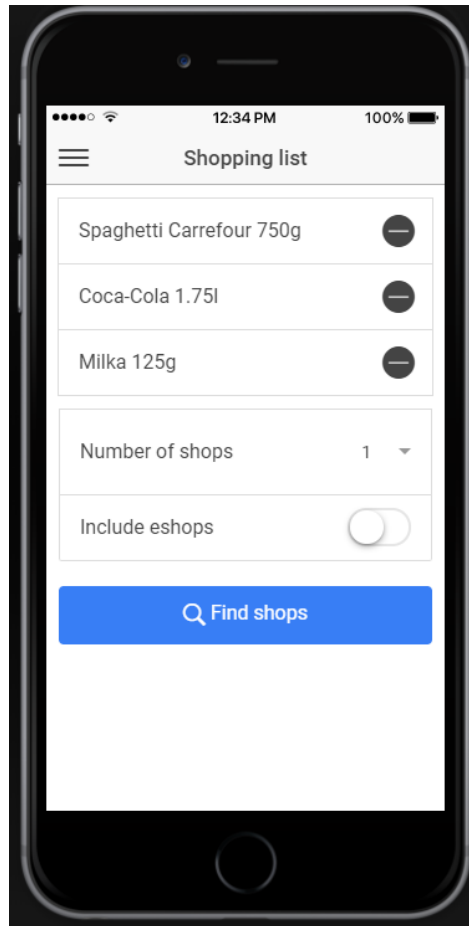 12:34 PM 100%
Shopping list
Spaghetti Carrefour 750g
Coca-Cola 1.75l
Milka 125g
Number of shops 1
Include eshops
Find shops